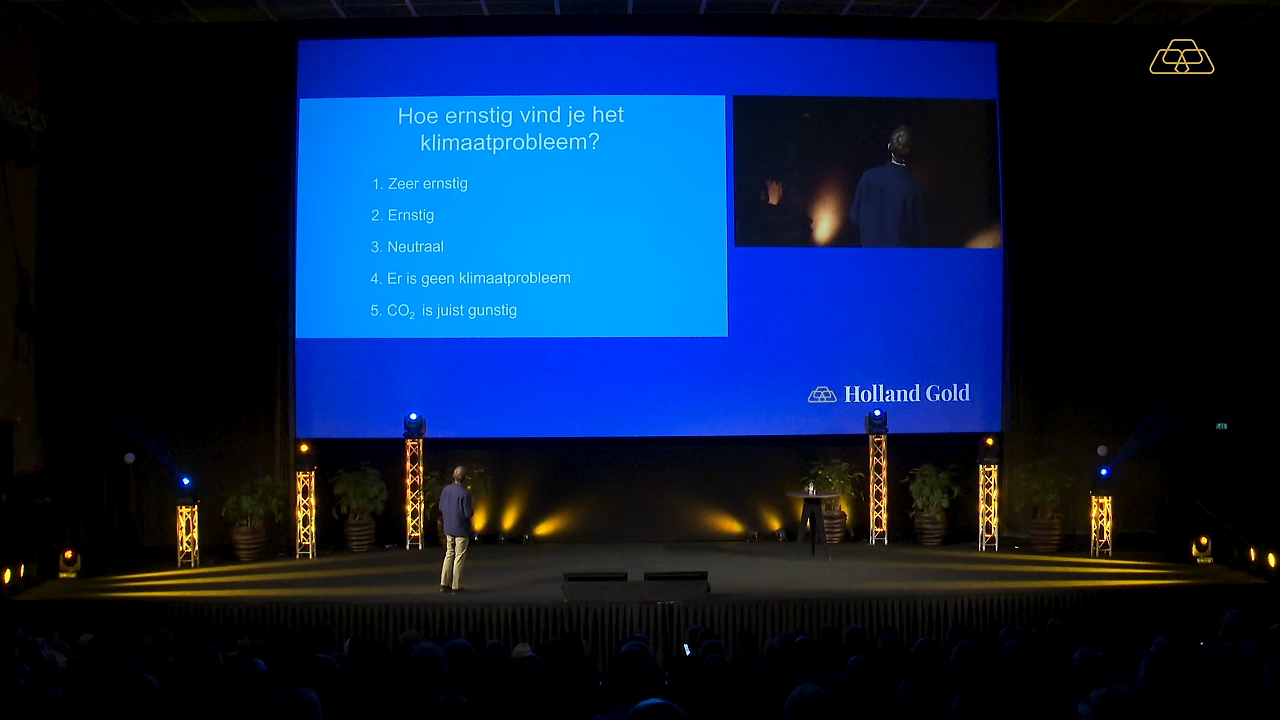 Hoe ernstig vind je het
klimaatprobleem?
1. Zeer ernstig
2. Ernstig
3. Neutraal
4. Er is geen klimaatprobleem
5. CO₂ is juist gunstig
Holland Gold